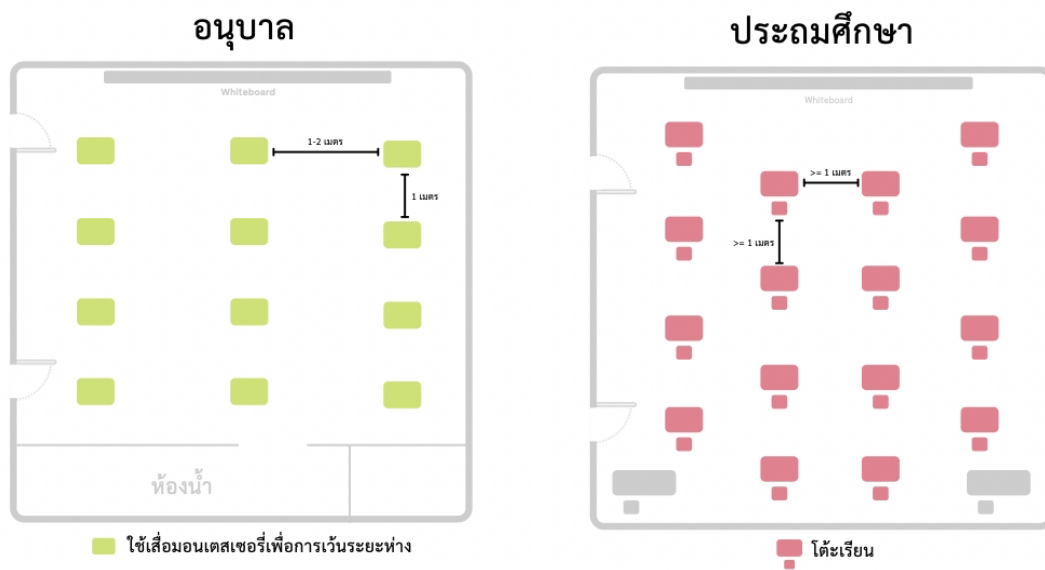 อนุบาล
Whiteboard
1-2 เมตร
1 เมตร
ห้องน้ำ
ใช้เสื่อมอนเตสเซอรี่เพื่อการเว้นระยะห่าง
ประถมศึกษา
Whiteboard
>= 1 เมตร
>= 1 เมตร
โต้ะเรียน